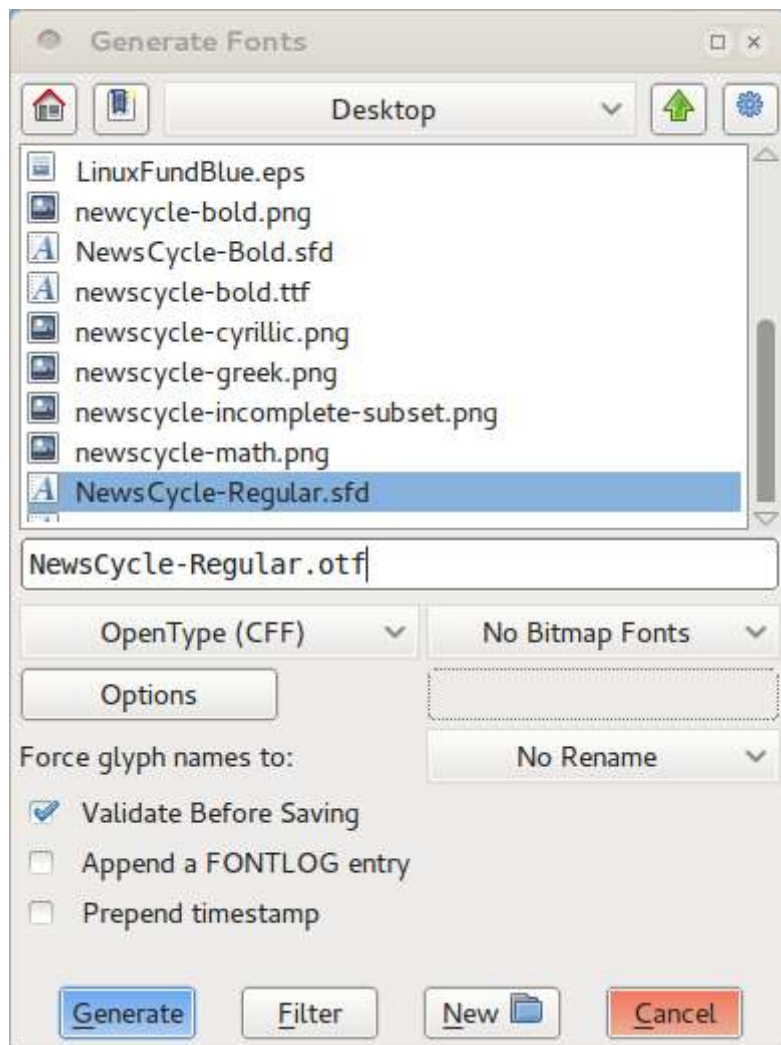 Generate Fonts
Desktop
LinuxFundBlue.eps
newcycle-bold.png
NewsCycle-Bold.sfd
newscycle-bold.ttf
newscycle-cyrillic.png
newscycle-greek.png
newscycle-incomplete-subset.png
newscycle-math.png
NewsCycle-Regular.sfd
NewsCycle-Regular.otf
OpenType (CFF) No Bitmap Fonts
Options
Force glyph names to: No Rename
Validate Before Saving
Append a FONTLOG entry
Prepend timestamp
Generate Filter New Cancel